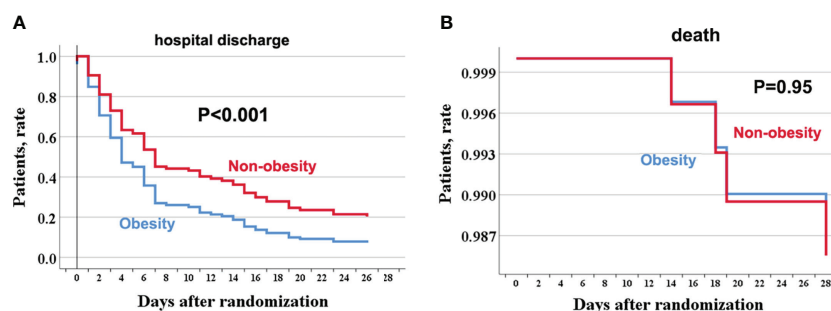 A
hospital discharge
Patients, rate
1.0
0.8
0.6
0.4
0.2
0.0
P<0.001
Non-obesity
Obesity
0 2 4 6 8 10 12 14 16 18 20 22 24 26 28
Days after randomization
B
death
Patients, rate
0.999
0.996
0.993
0.990
0.987
P=0.95
Non-obesity
Obesity
0 2 4 6 8 10 12 14 16 18 20 22 24 26 28
Days after randomization